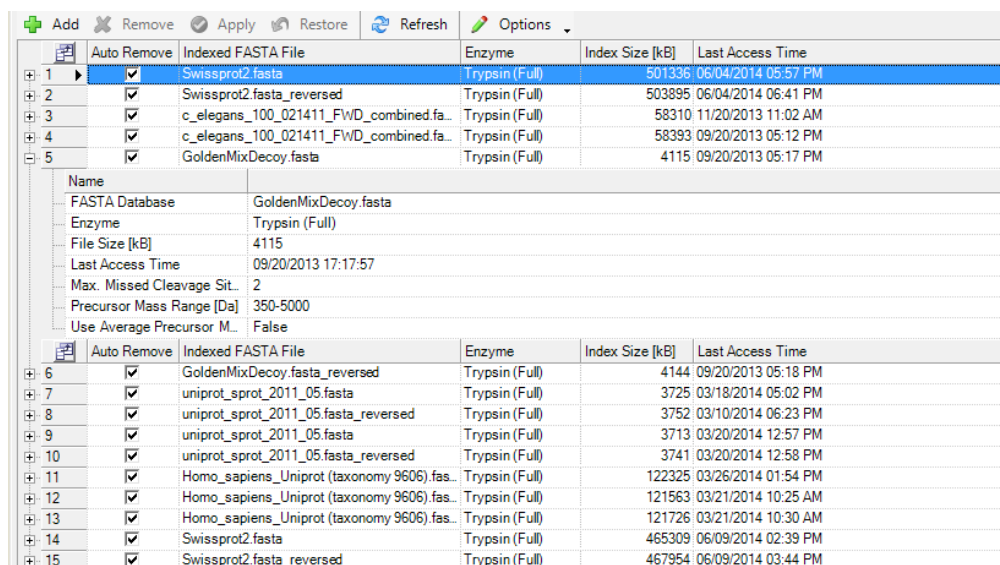 Add Remove Apply Restore Refresh Options
Auto Remove Indexed FASTA File Enzyme Index Size [kB] Last Access Time
1 Swissprot2.fasta Trypsin (Full) 501336 06/04/2014 05:57 PM
2 Swissprot2.fasta_reversed Trypsin (Full) 503895 06/04/2014 06:41 PM
3 c_elegans_100_021411_FWD_combined.fa... Trypsin (Full) 58310 11/20/2013 11:02 AM
4 c_elegans_100_021411_FWD_combined.fa... Trypsin (Full) 58393 09/20/2013 05:12 PM
5 GoldenMixDecoy.fasta Trypsin (Full) 4115 09/20/2013 05:17 PM
Name
FASTA Database GoldenMixDecoy.fasta
Enzyme Trypsin (Full)
File Size [kB] 4115
Last Access Time 09/20/2013 17:17:57
Max. Missed Cleavage Sit... 2
Precursor Mass Range [Da] 350-5000
Use Average Precursor M... False
Auto Remove Indexed FASTA File Enzyme Index Size [kB] Last Access Time
6 GoldenMixDecoy.fasta_reversed Trypsin (Full) 4144 09/20/2013 05:18 PM
7 uniprot_sprot_2011_05.fasta Trypsin (Full) 3725 03/18/2014 05:02 PM
8 uniprot_sprot_2011_05.fasta_reversed Trypsin (Full) 3752 03/10/2014 06:23 PM
9 uniprot_sprot_2011_05.fasta Trypsin (Full) 3713 03/20/2014 12:57 PM
10 uniprot_sprot_2011_05.fasta_reversed Trypsin (Full) 3741 03/20/2014 12:58 PM
11 Homo_sapiens_Uniprot (taxonomy 9606).fas... Trypsin (Full) 122325 03/26/2014 01:54 PM
12 Homo_sapiens_Uniprot (taxonomy 9606).fas... Trypsin (Full) 121563 03/21/2014 10:25 AM
13 Homo_sapiens_Uniprot (taxonomy 9606).fas... Trypsin (Full) 121726 03/21/2014 10:30 AM
14 Swissprot2.fasta Trypsin (Full) 465309 06/09/2014 02:39 PM
15 Swissprot2.fasta_reversed Trypsin (Full) 467954 06/09/2014 03:44 PM